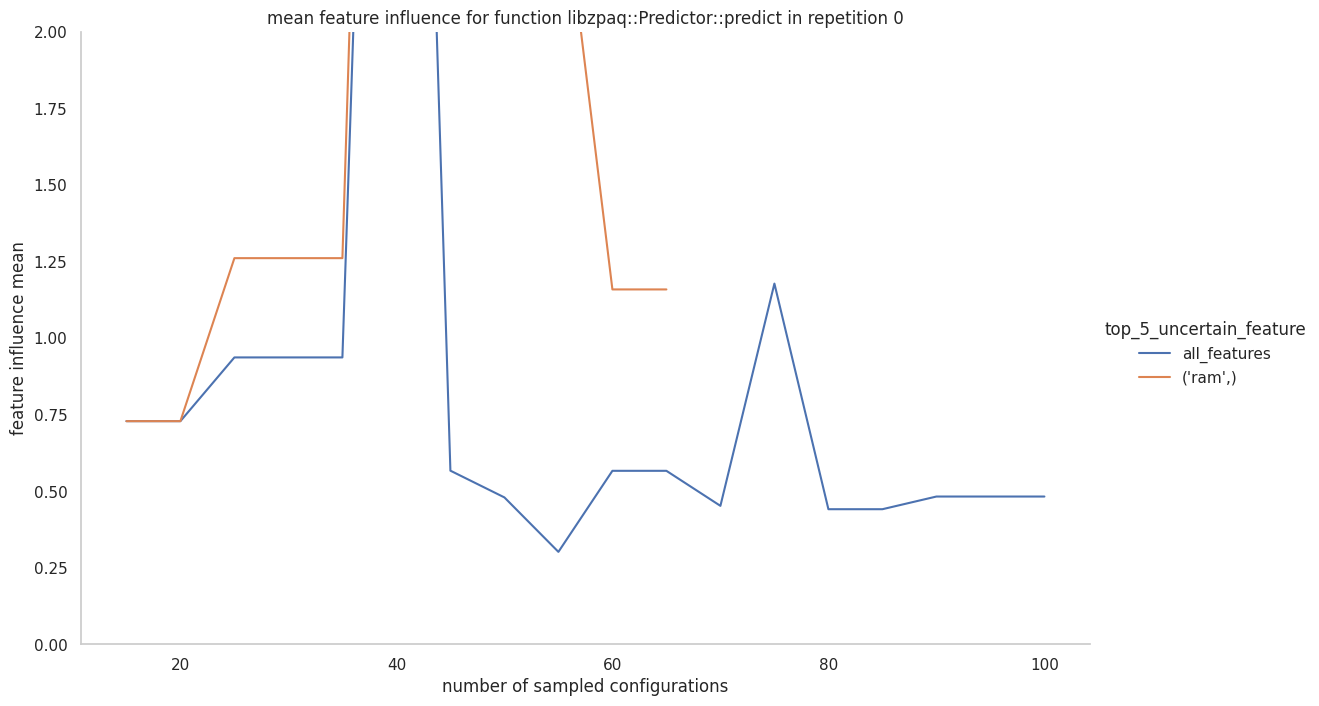 mean feature influence for function libzpaq::Predictor::predict in repetition 0
2.00
1.75
1.50
1.25
1.00
0.75
0.50
0.25
0.00
feature influence mean
20
40
60
80
100
number of sampled configurations
top_5_uncertain_feature
all_features
('ram',)